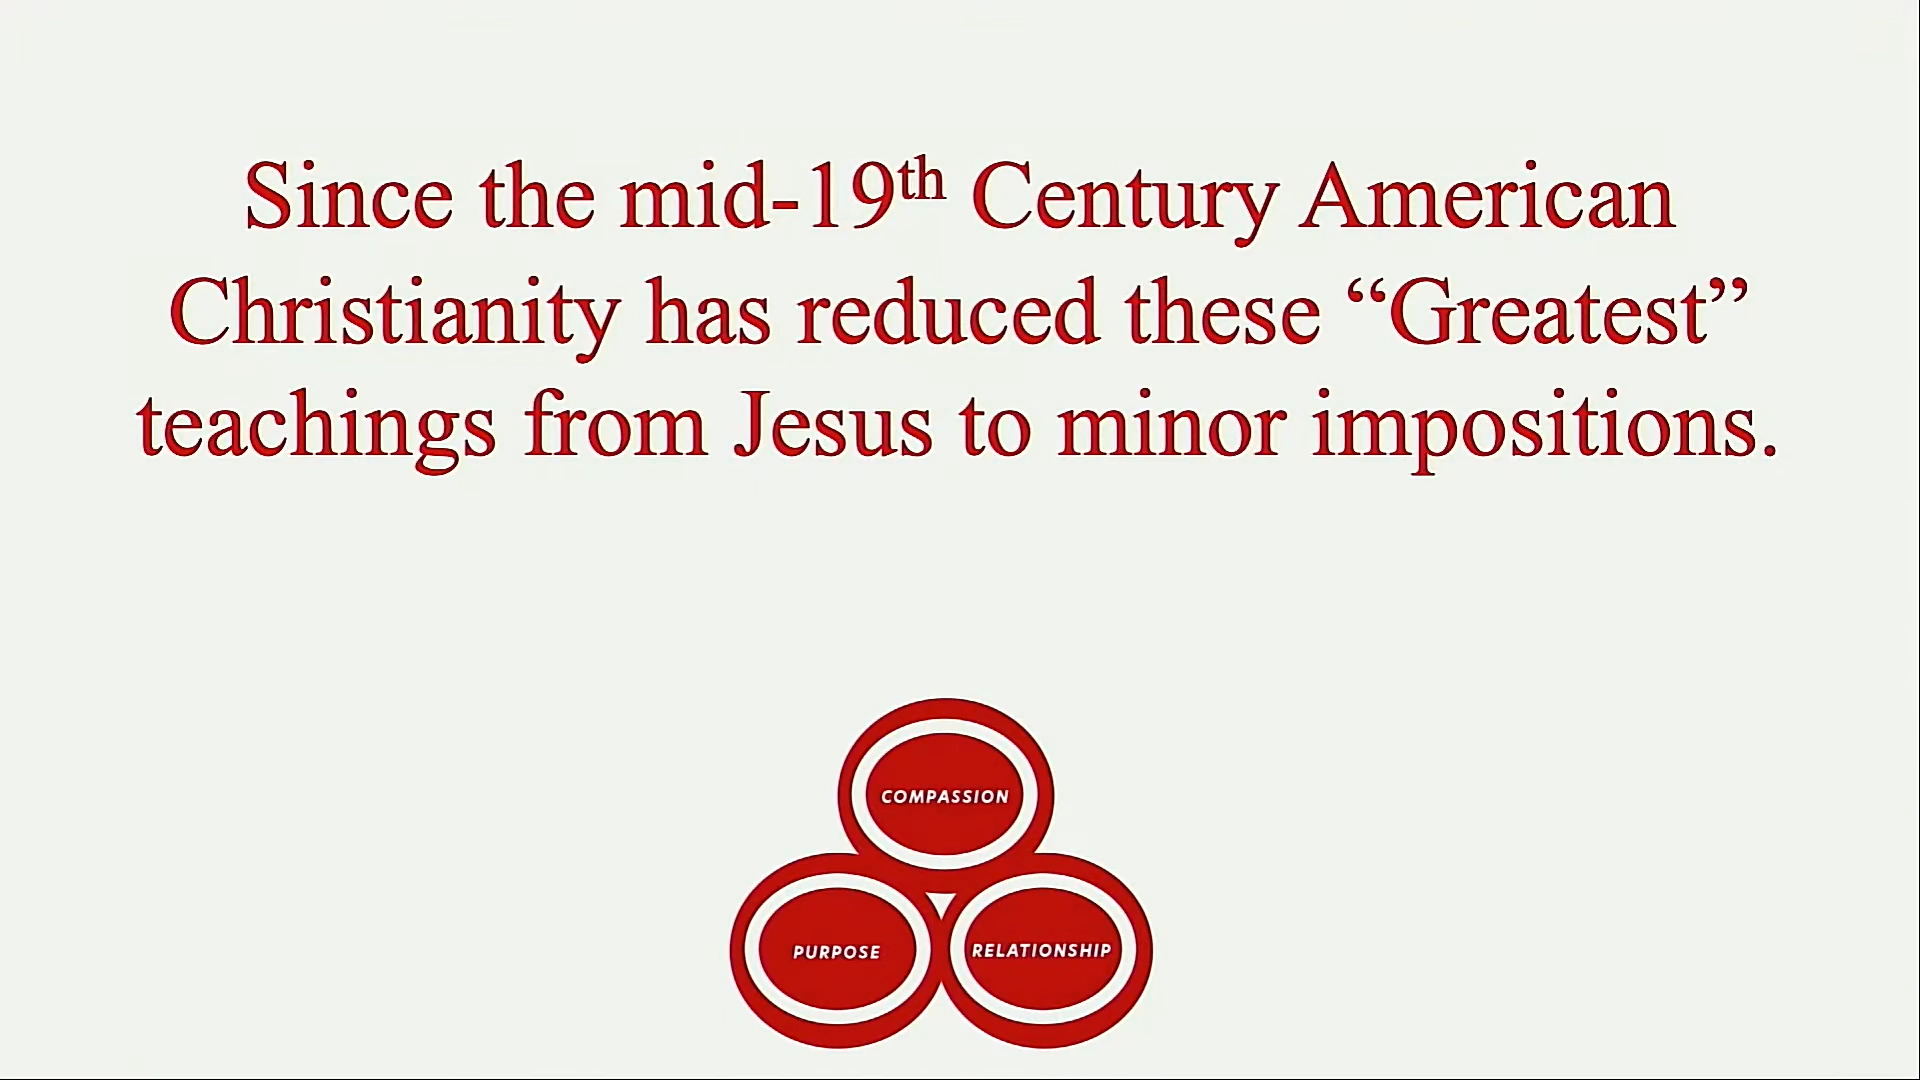 Since the mid-19th Century American
Christianity has reduced these “Greatest”
teachings from Jesus to minor impositions.
COMPASSION
PURPOSE
RELATIONSHIP